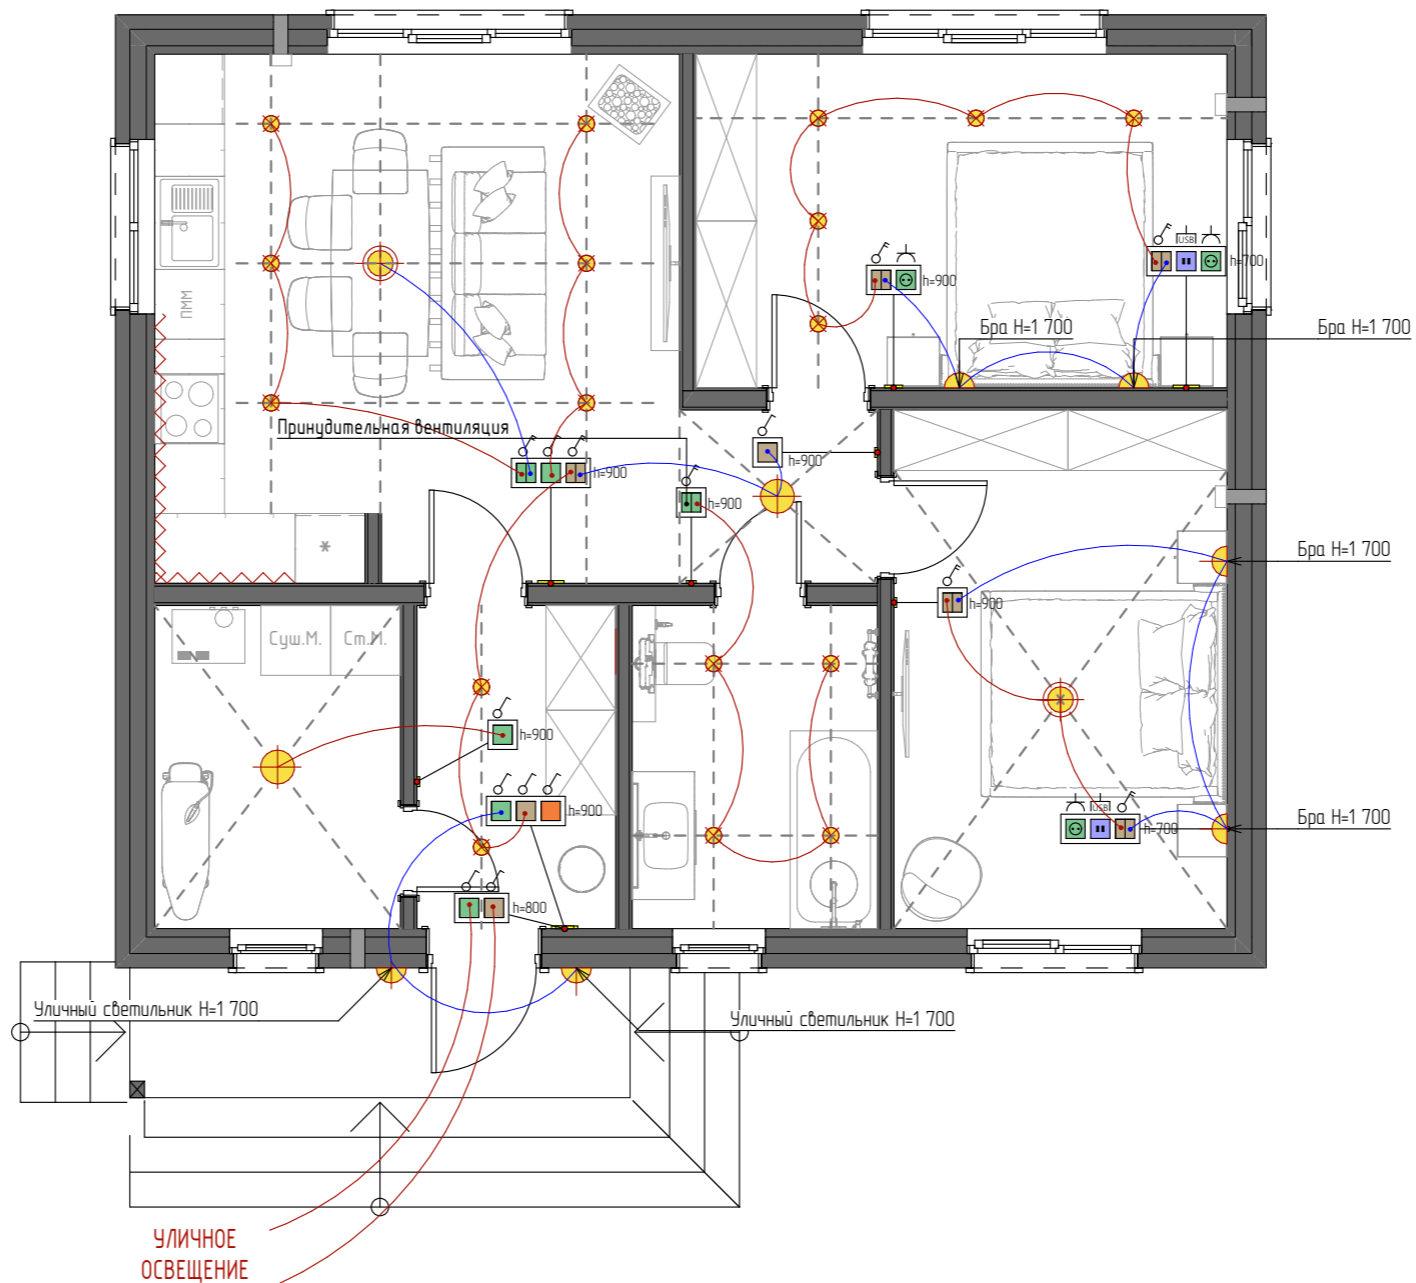 ПММ
USB
h=900
h=700
Бра H=1 700
Бра H=1 700
Принудительная вентиляция
h=900
h=900
h=900
*
Бра H=1 700
h=900
Суш.М.
Ст.М.
h=900
h=900
USB
h=700
Бра H=1 700
h=800
Уличный светильник H=1 700
Уличный светильник H=1 700
УЛИЧНОЕ
ОСВЕЩЕНИЕ